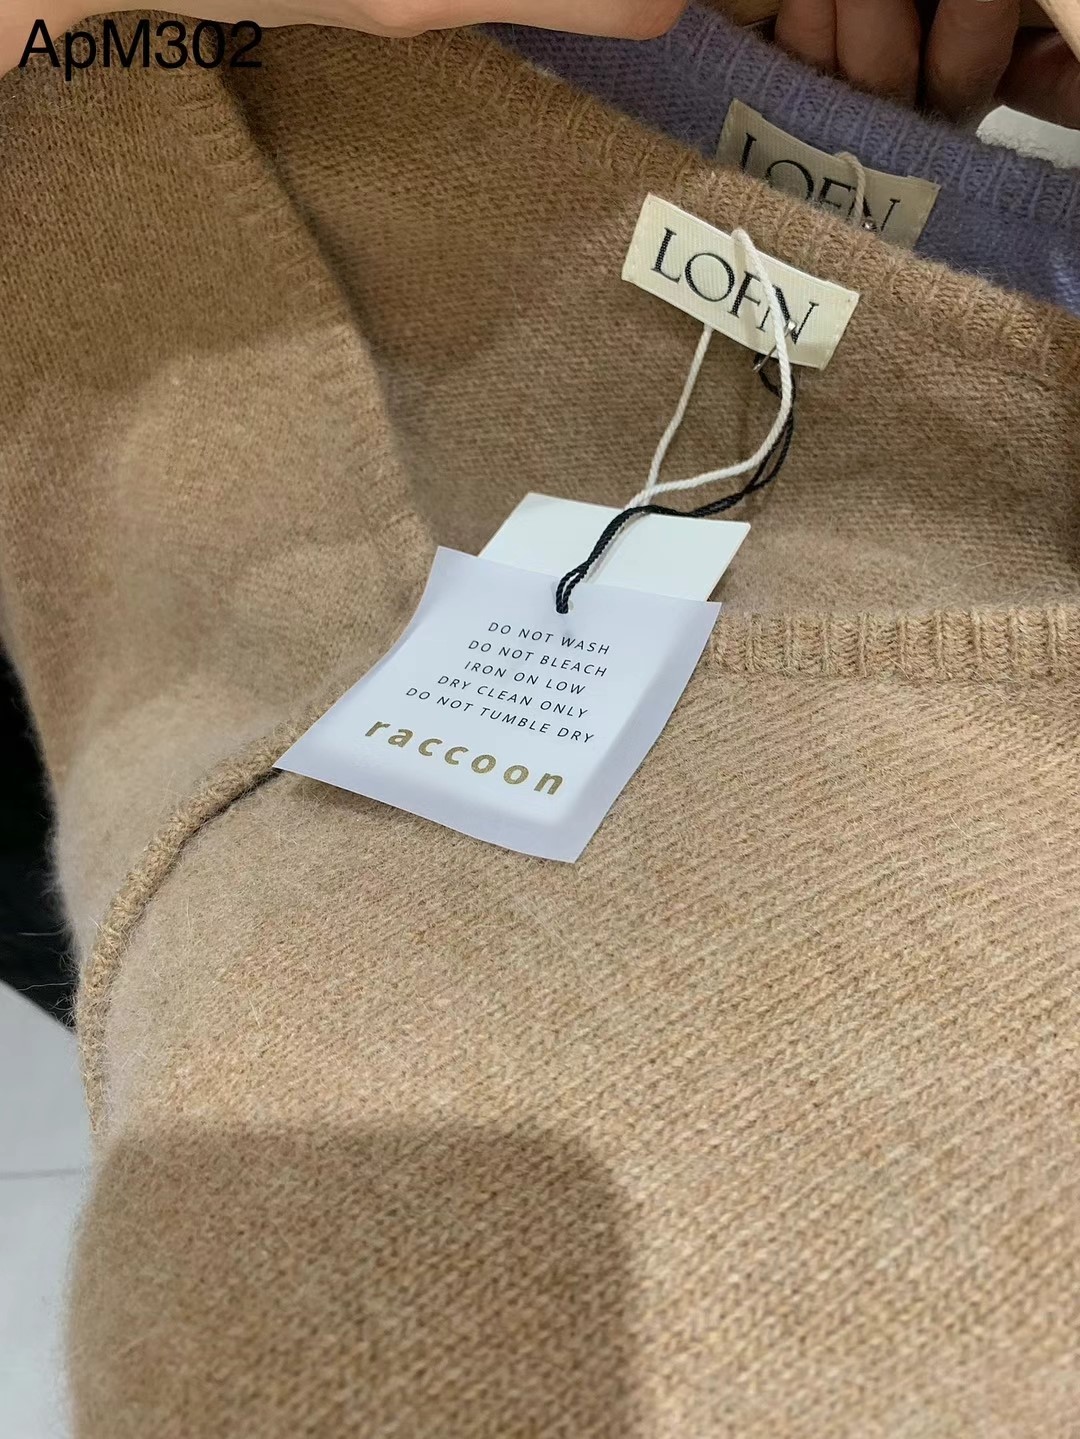 ApM302
LOFN
LOFN
DO NOT WASH
DO NOT BLEACH
IRON ON LOW
DRY CLEAN ONLY
DO NOT TUMBLE DRY
raccoon